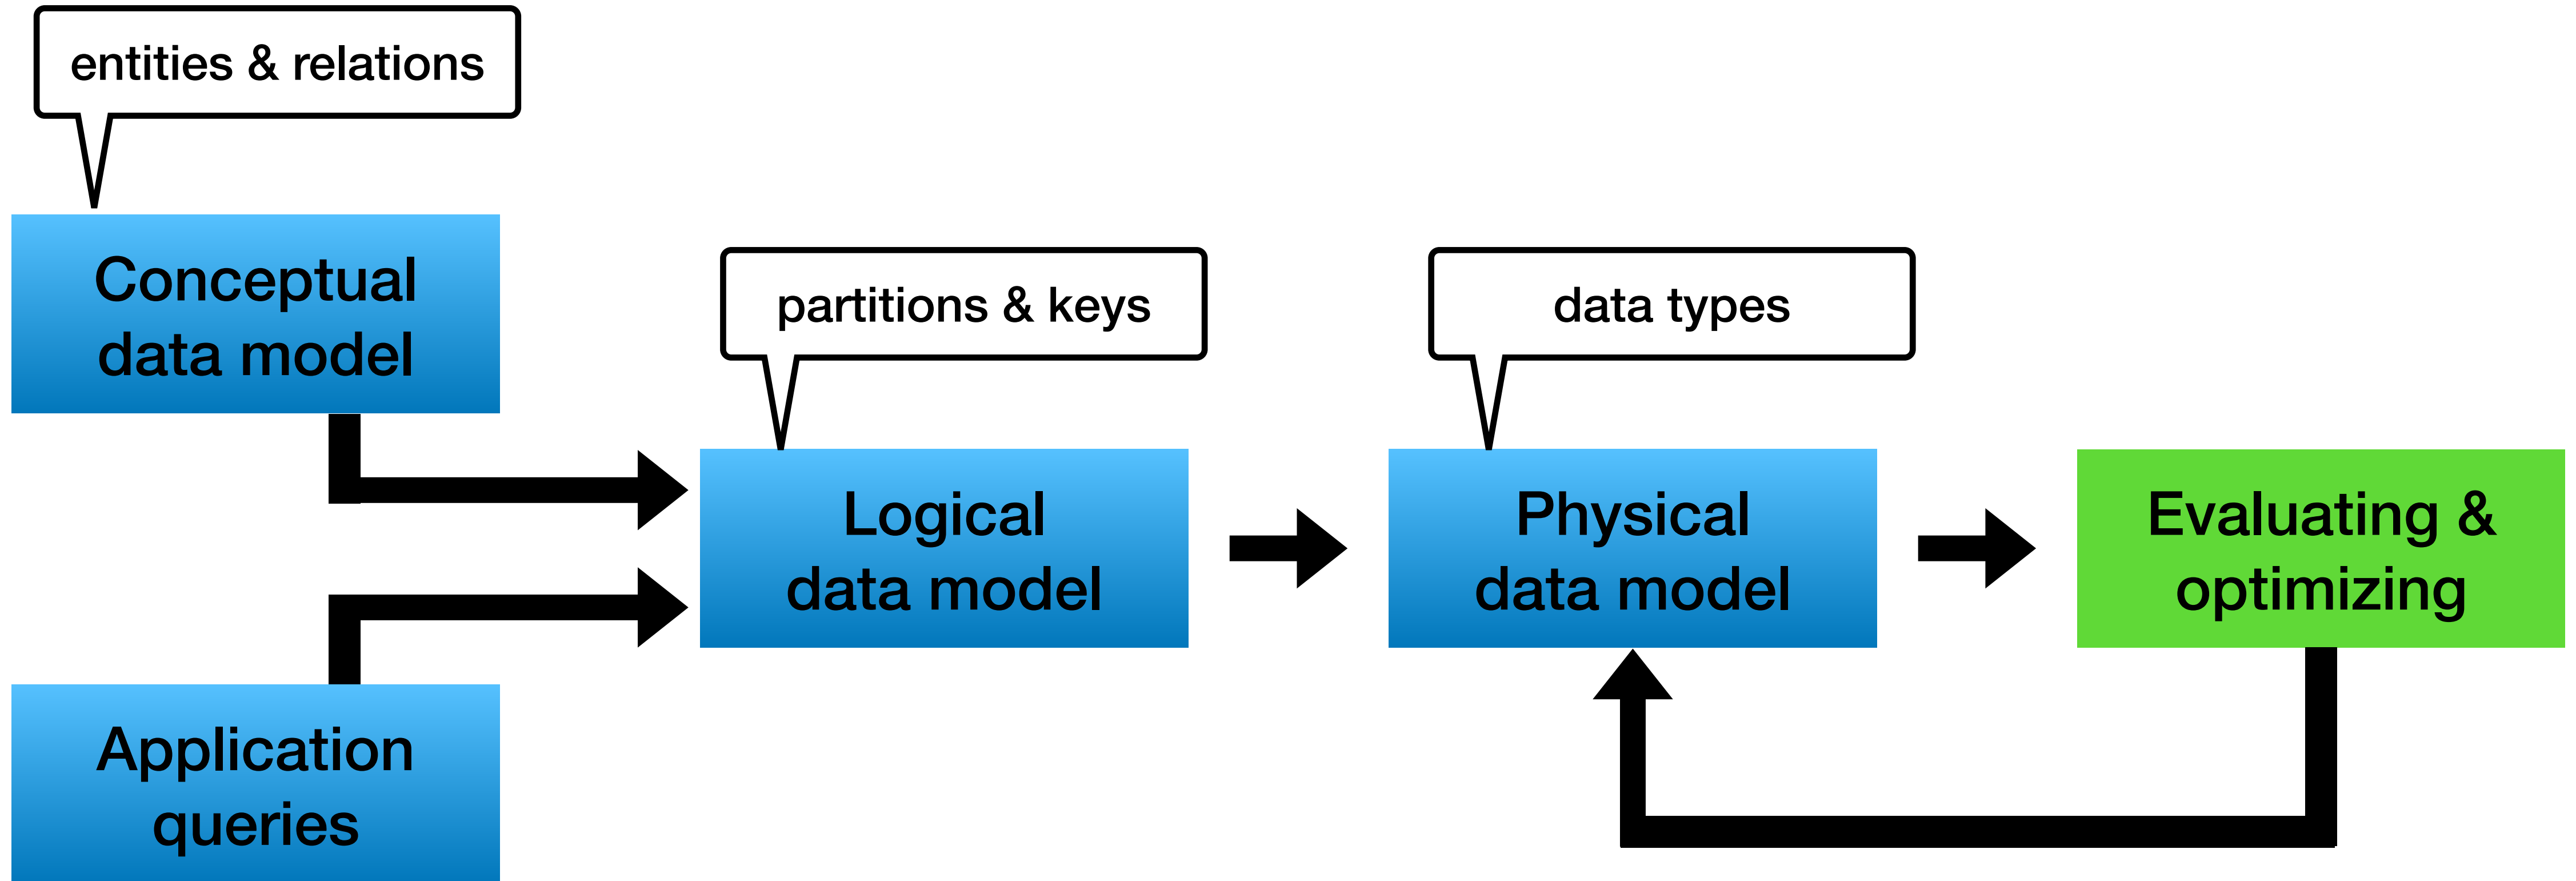 entities & relations
Conceptual
data model
partitions & keys
data types
Logical
data model
Physical
data model
Evaluating &
optimizing
Application
queries